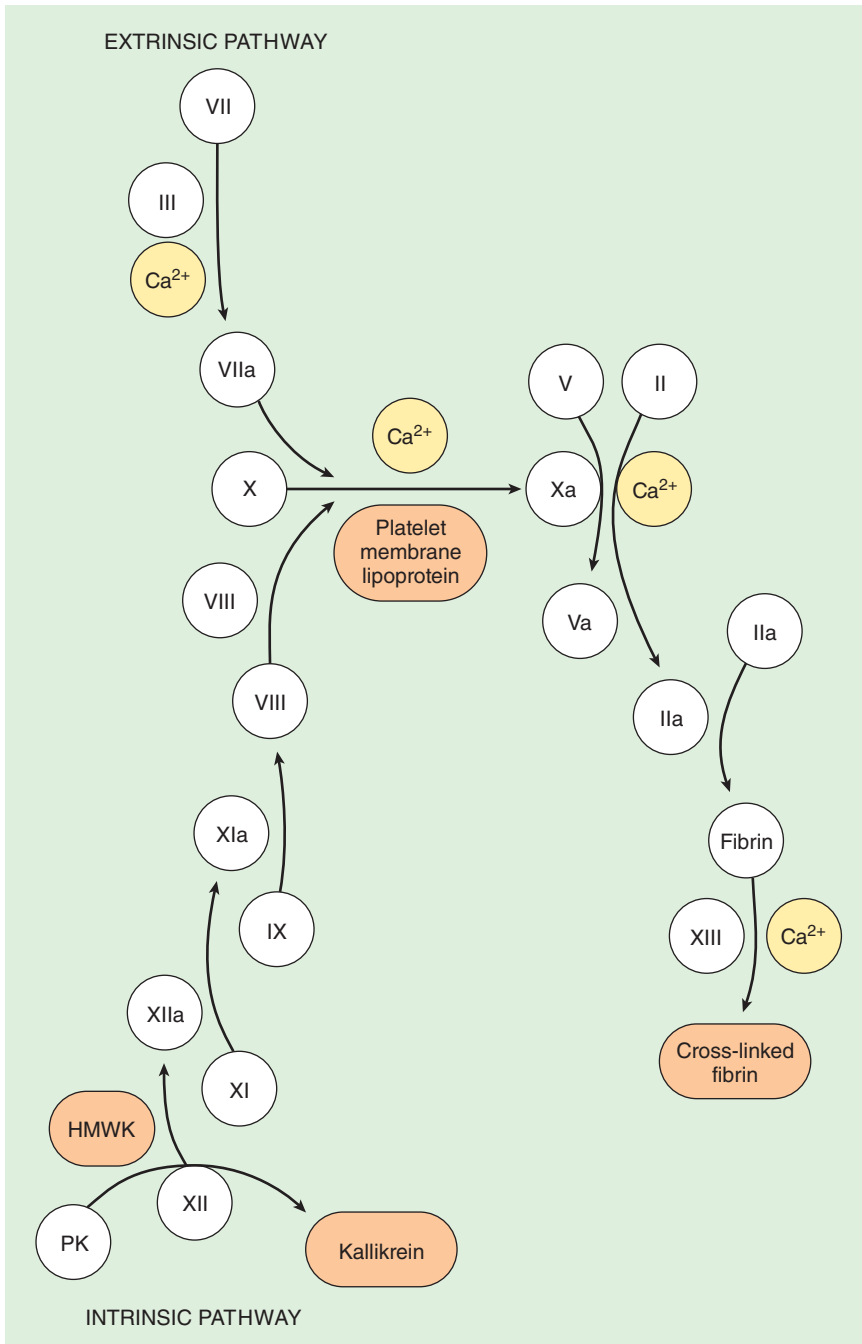 EXTRINSIC PATHWAY
VII
III
Ca2+
VIIa
Ca2+
V
II
X
Xa
Ca2+
Platelet
membrane
lipoprotein
VIII
Va
IIa
VIII
IIa
XIa
Fibrin
IX
XIII
Ca2+
XIIa
XI
Cross-linked
fibrin
HMWK
XII
PK
Kallikrein
INTRINSIC PATHWAY